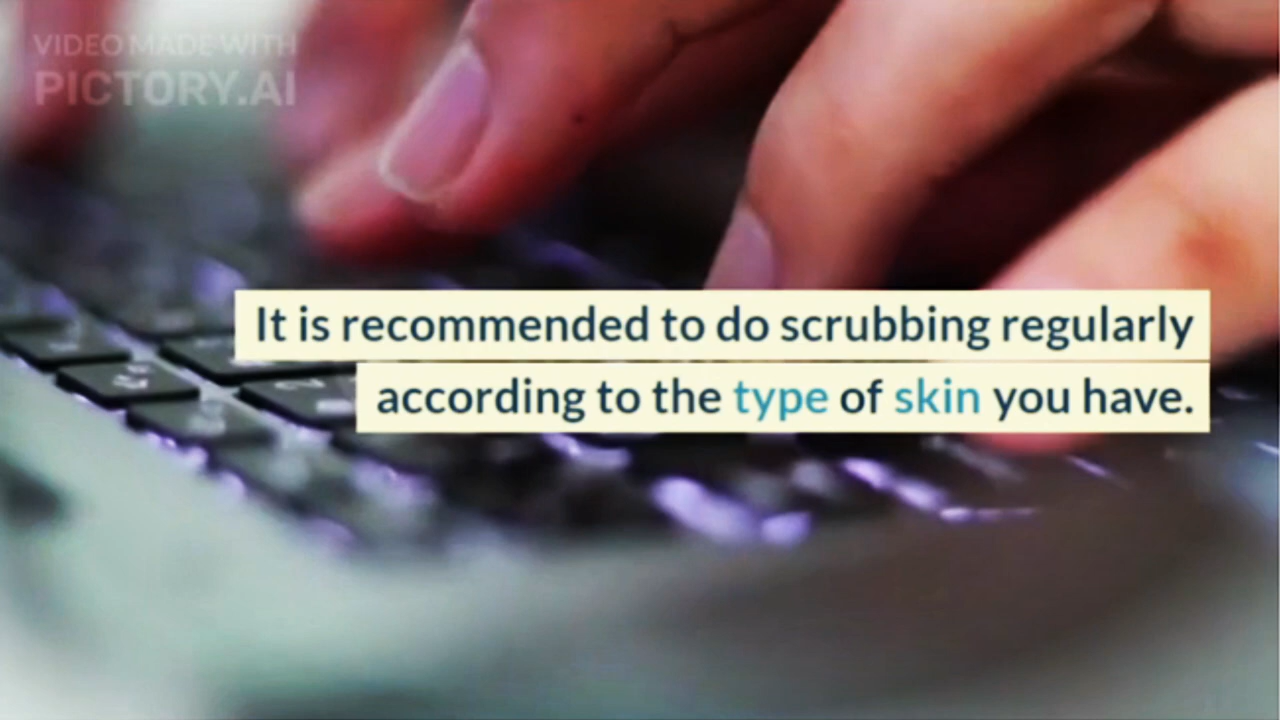 VIDEO MADE WITH
PICTORY.AI
It is recommended to do scrubbing regularly
according to the type of skin you have.